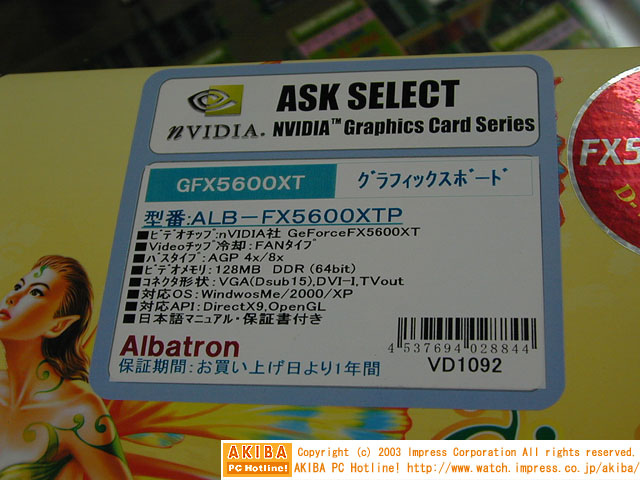 nVIDIA.
ASK SELECT
NVIDIA™ Graphics Card Series
FX5
D-
GFX5600XT
グラフィックスボード
型番:ALB-FX5600XTP
■ビデオチップ:nVIDIA社 GeForceFX5600XT
■Videoチップ冷却:FANタイプ
■バスタイプ:AGP 4x/8x
■ビデオメモリ:128MB DDR (64bit)
■コネクタ形状:VGA(Dsub15),DVI-I,TVout
■対応OS:WindwosMe/2000/XP
■対応API:DirectX9,OpenGL
■日本語マニュアル・保証書付き
4 537694 028844
VD1092
Albatron
保証期間:お買い上げ日より1年間
AKIBA
PC Hotline!
Copyright (c) 2003 Impress Corporation All rights reserved.
AKIBA PC Hotline! http://www.watch.impress.co.jp/akiba/